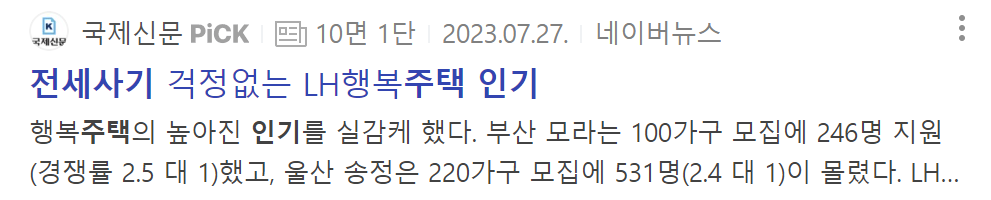 국제신문 PiCK 10면 1단 2023.07.27. 네이버뉴스
K
국제신문
전세사기 걱정없는 LH행복주택 인기
행복주택의 높아진 인기를 실감케 했다. 부산 모라는 100가구 모집에 246명 지원
(경쟁률 2.5 대 1)했고, 울산 송정은 220가구 모집에 531명(2.4 대 1)이 몰렸다. LH...